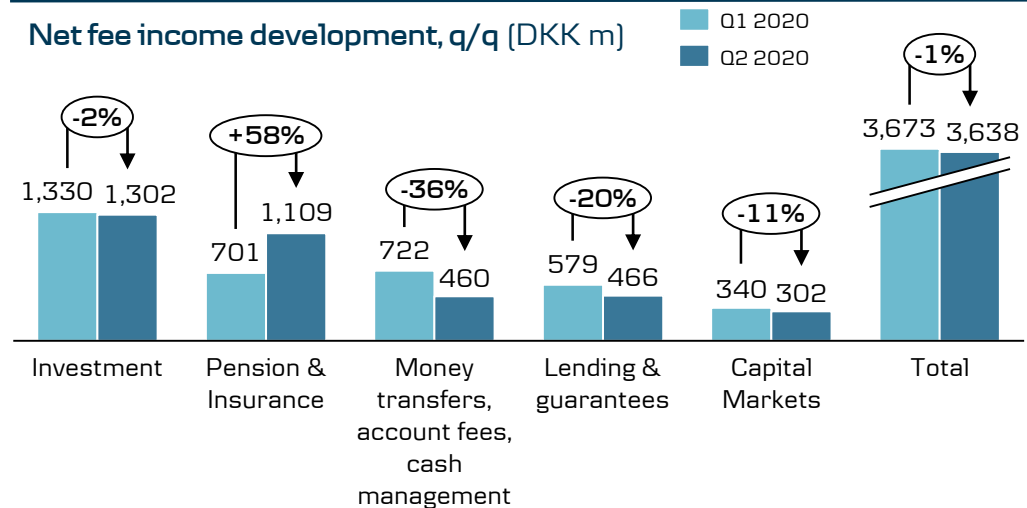 Net fee income development, q/q (DKK m)
Q1 2020
Q2 2020
-2%
+58%
-36%
-20%
-11%
-1%
1,330 1,302
701 1,109
722 460
579 466
340 302
3,673 3,638
Investment
Pension &
Insurance
Money
transfers,
account fees,
cash
management
Lending &
guarantees
Capital
Markets
Total